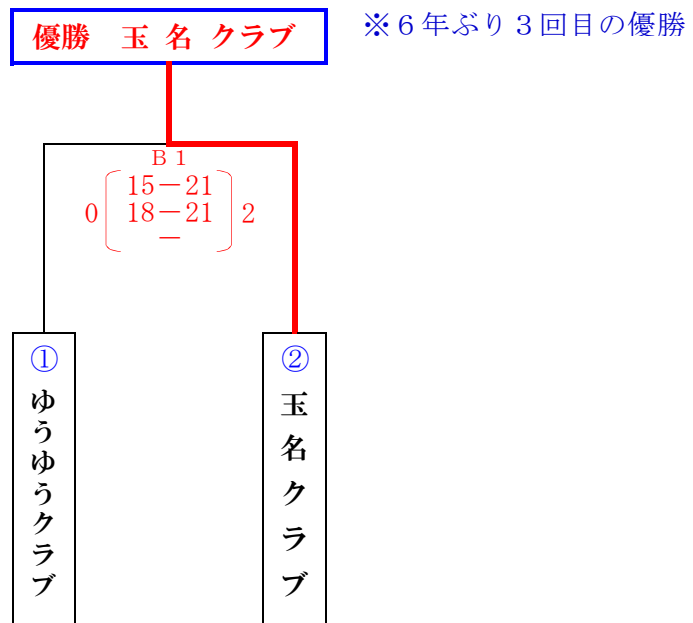 優勝　玉 名 クラブ
※６年ぶり３回目の優勝
Ｂ１
15－21
0 18－21 2
－
①
ゆうゆうクラブ
②
玉名クラブ